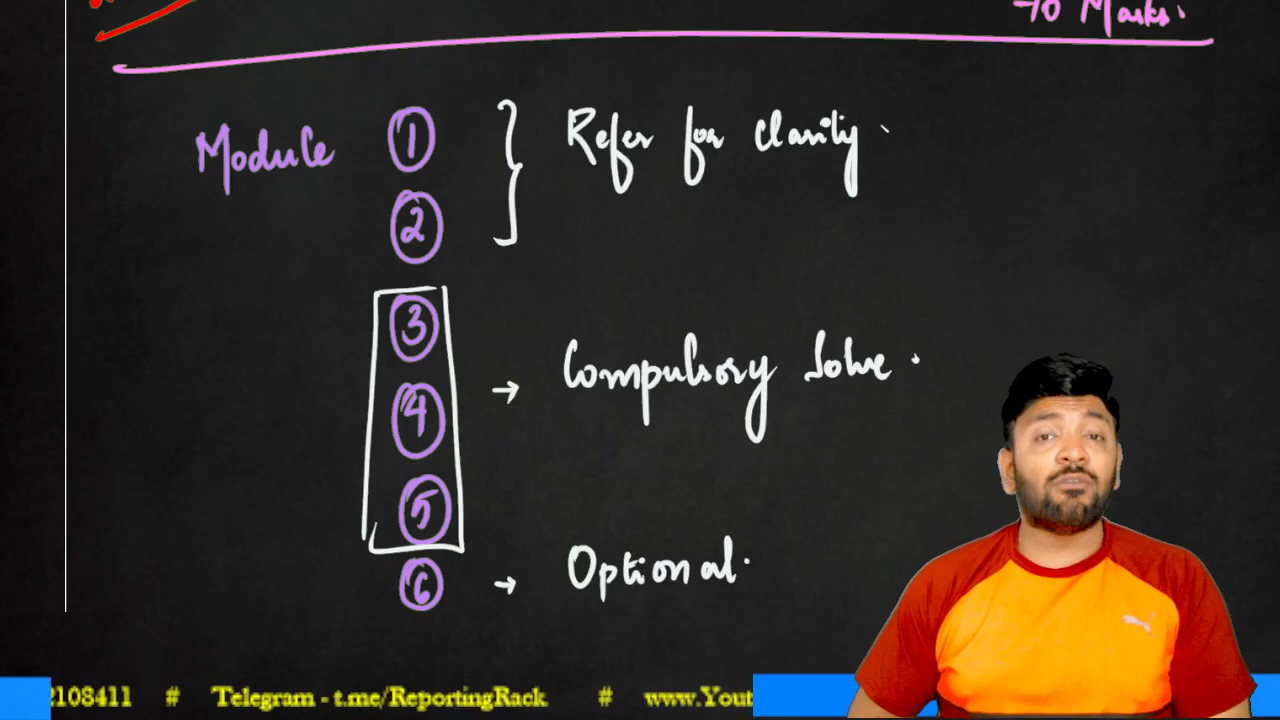 70 Marks.
Module ① } Refer for clarity.
②
③
④ → Compulsory Solve.
⑤
⑥ → Optional.
2108411 # Telegram - t.me/ReportingRack # www.Yout